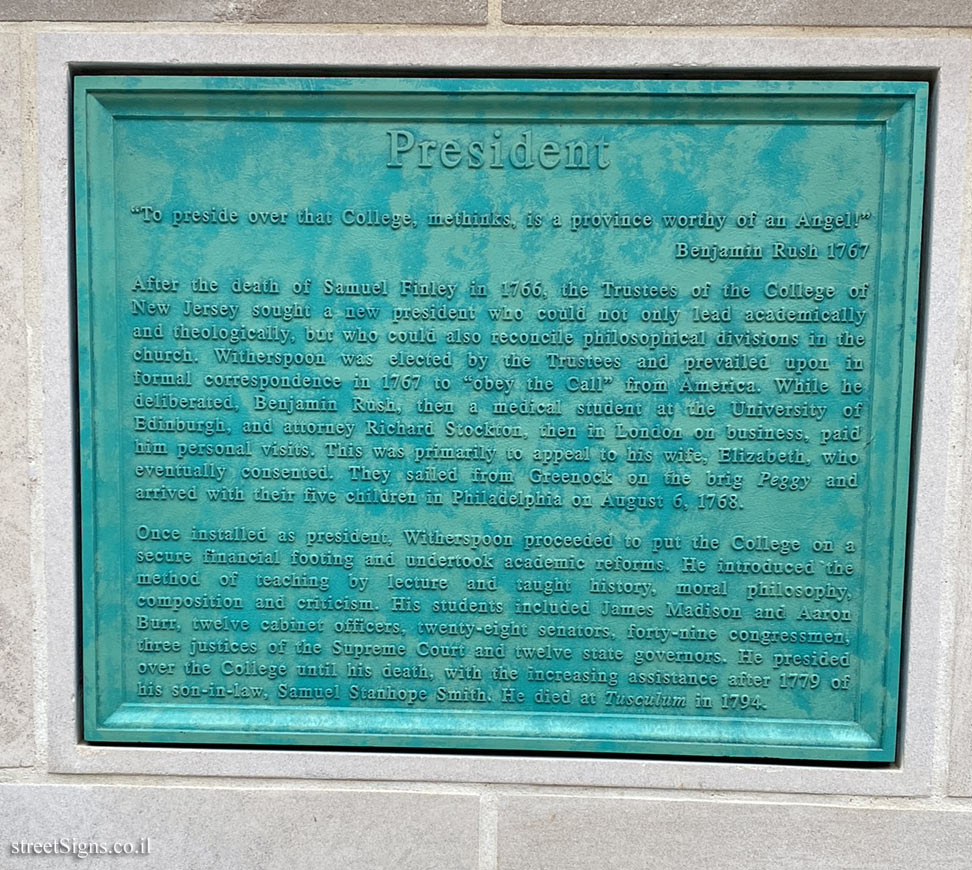 President
“To preside over that College, methinks, is a province worthy of an Angel!”
Benjamin Rush 1767
After the death of Samuel Finley in 1766, the Trustees of the College of
New Jersey sought a new president who could not only lead academically
and theologically, but who could also reconcile philosophical divisions in the
church. Witherspoon was elected by the Trustees and prevailed upon in
formal correspondence in 1767 to “obey the Call” from America. While he
deliberated, Benjamin Rush, then a medical student at the University of
Edinburgh, and attorney Richard Stockton, then in London on business, paid
him personal visits. This was primarily to appeal to his wife, Elizabeth, who
eventually consented. They sailed from Greenock on the brig Peggy and
arrived with their five children in Philadelphia on August 6, 1768.
Once installed as president, Witherspoon proceeded to put the College on a
secure financial footing and undertook academic reforms. He introduced the
method of teaching by lecture and taught history, moral philosophy,
composition and criticism. His students included James Madison and Aaron
Burr, twelve cabinet officers, twenty-eight senators, forty-nine congressmen,
three justices of the Supreme Court and twelve state governors. He presided
over the College until his death, with the increasing assistance after 1779 of
his son-in-law, Samuel Stanhope Smith. He died at Tusculum in 1794.
streetSigns.co.il